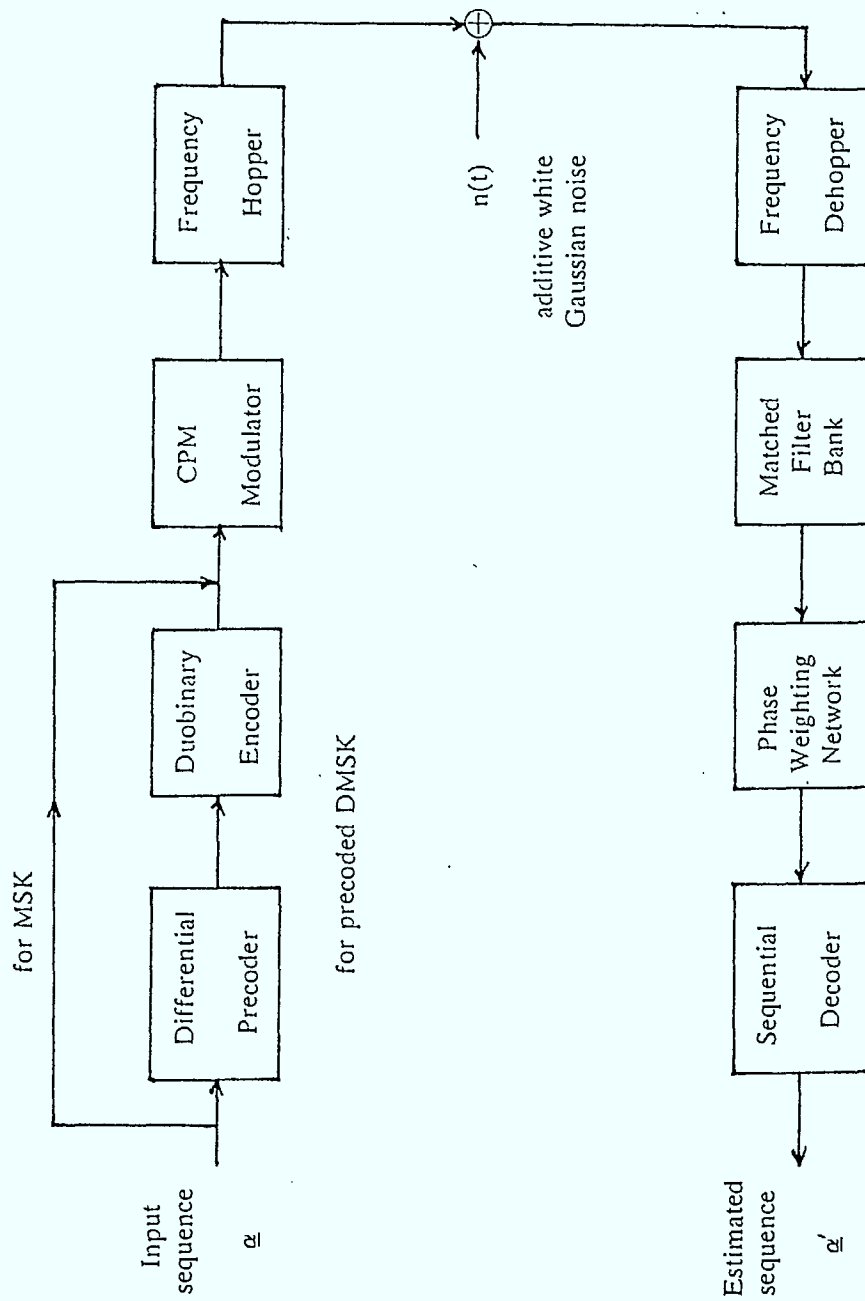 for MSK
Input
sequence
α
Differential
Precoder
Duobinary
Encoder
for precoded DMSK
CPM
Modulator
Frequency
Hopper
n(t)
additive white
Gaussian noise
Frequency
Dehopper
Matched
Filter
Bank
Phase
Weighting
Network
Sequential
Decoder
Estimated
sequence
α'